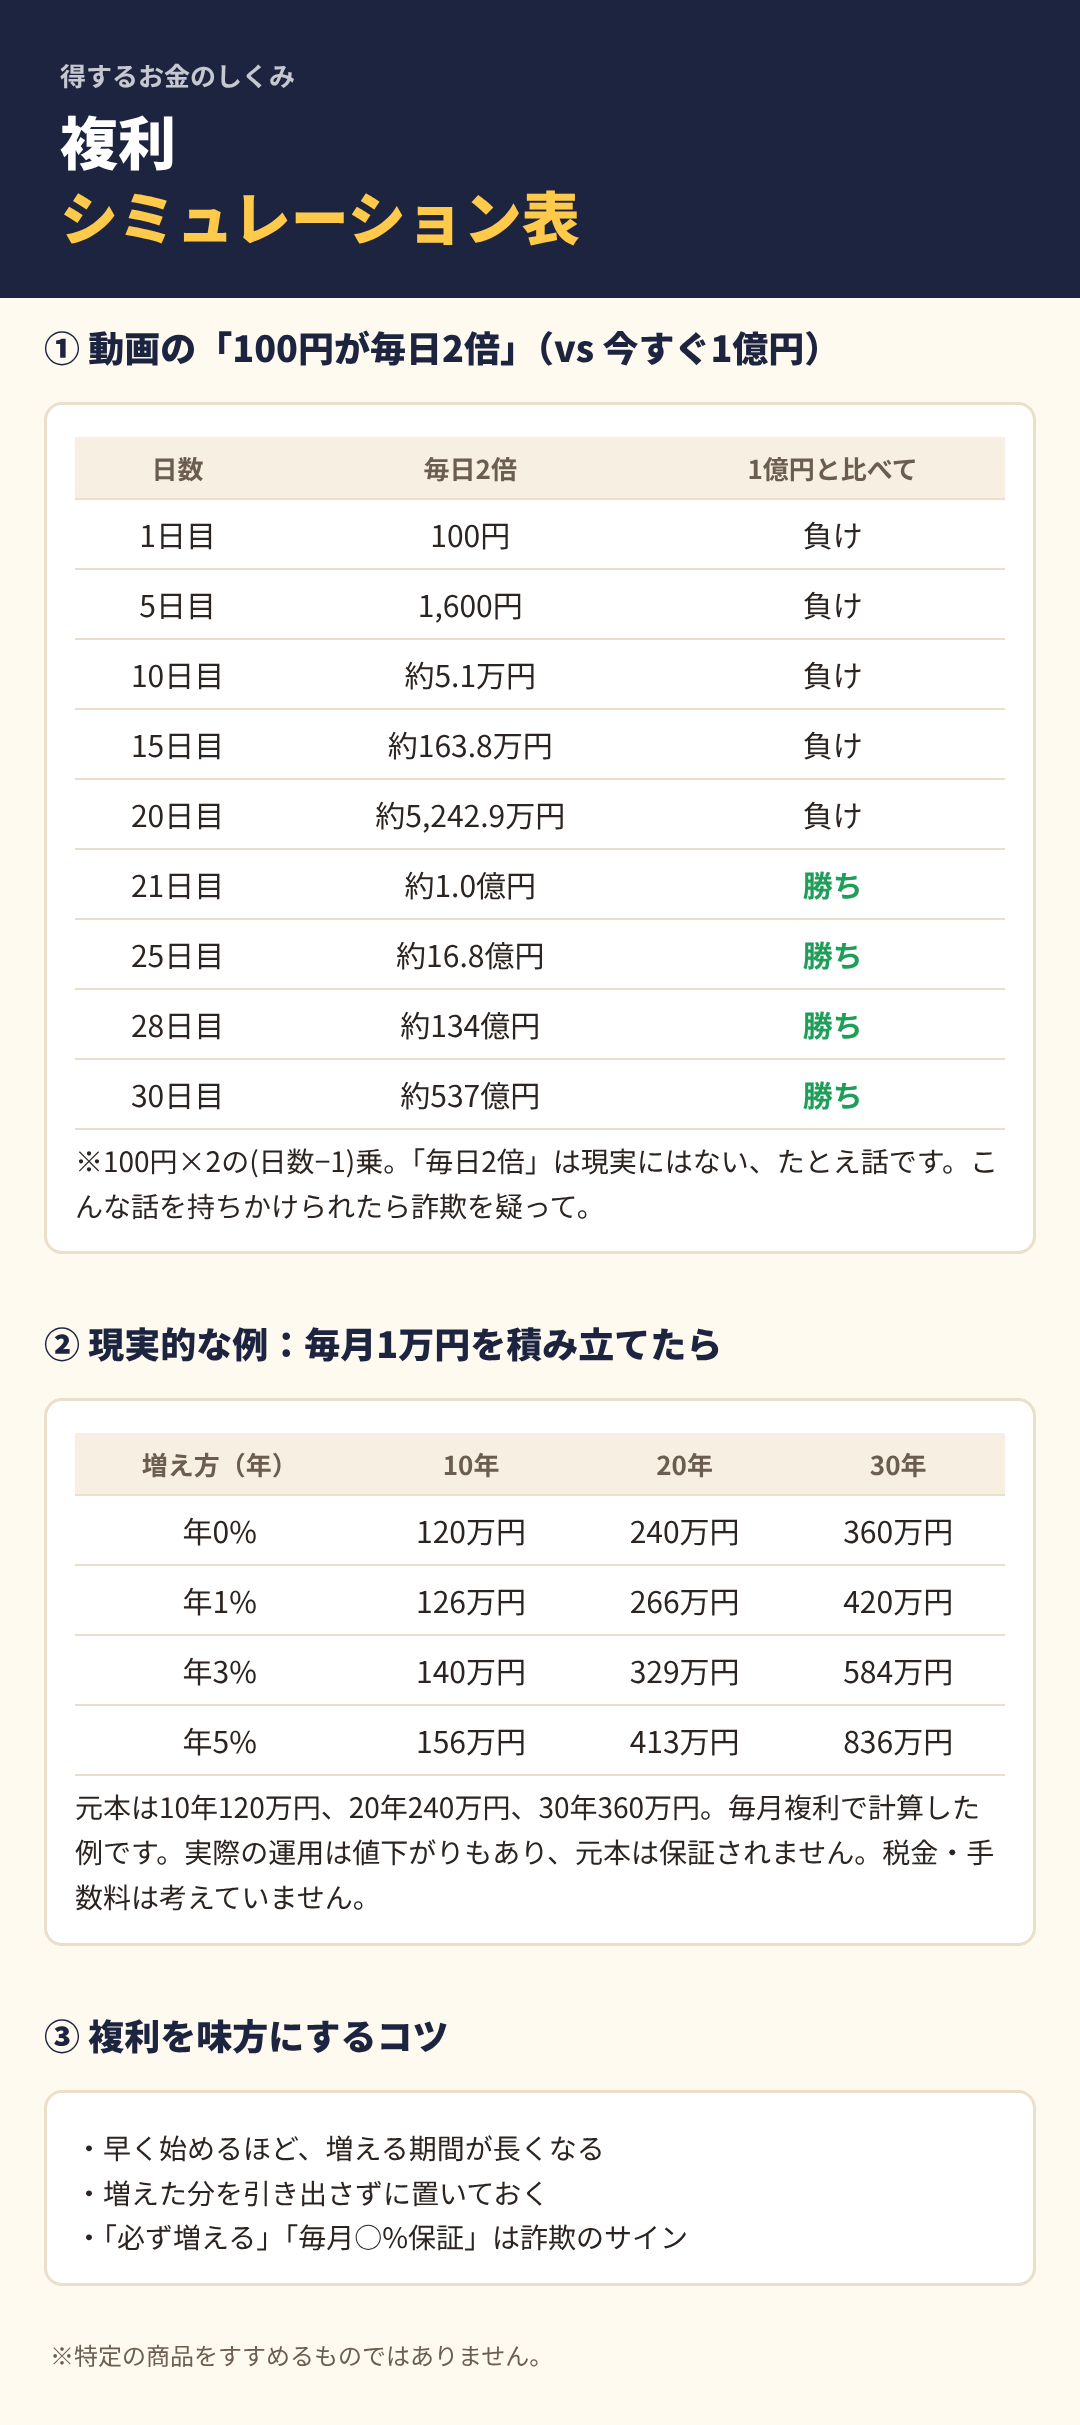 得するお金のしくみ
複利
シミュレーション表
① 動画の「100円が毎日2倍」（vs 今すぐ1億円）
日数 毎日2倍 1億円と比べて
1日目 100円 負け
5日目 1,600円 負け
10日目 約5.1万円 負け
15日目 約163.8万円 負け
20日目 約5,242.9万円 負け
21日目 約1.0億円 勝ち
25日目 約16.8億円 勝ち
28日目 約134億円 勝ち
30日目 約537億円 勝ち
※100円×2の(日数−1)乗。「毎日2倍」は現実にはない、たとえ話です。こ
んな話を持ちかけられたら詐欺を疑って。
② 現実的な例：毎月1万円を積み立てたら
増え方（年） 10年 20年 30年
年0% 120万円 240万円 360万円
年1% 126万円 266万円 420万円
年3% 140万円 329万円 584万円
年5% 156万円 413万円 836万円
元本は10年120万円、20年240万円、30年360万円。毎月複利で計算した
例です。実際の運用は値下がりもあり、元本は保証されません。税金・手
数料は考えていません。
③ 複利を味方にするコツ
・早く始めるほど、増える期間が長くなる
・増えた分を引き出さずに置いておく
・「必ず増える」「毎月○%保証」は詐欺のサイン
※特定の商品をすすめるものではありません。